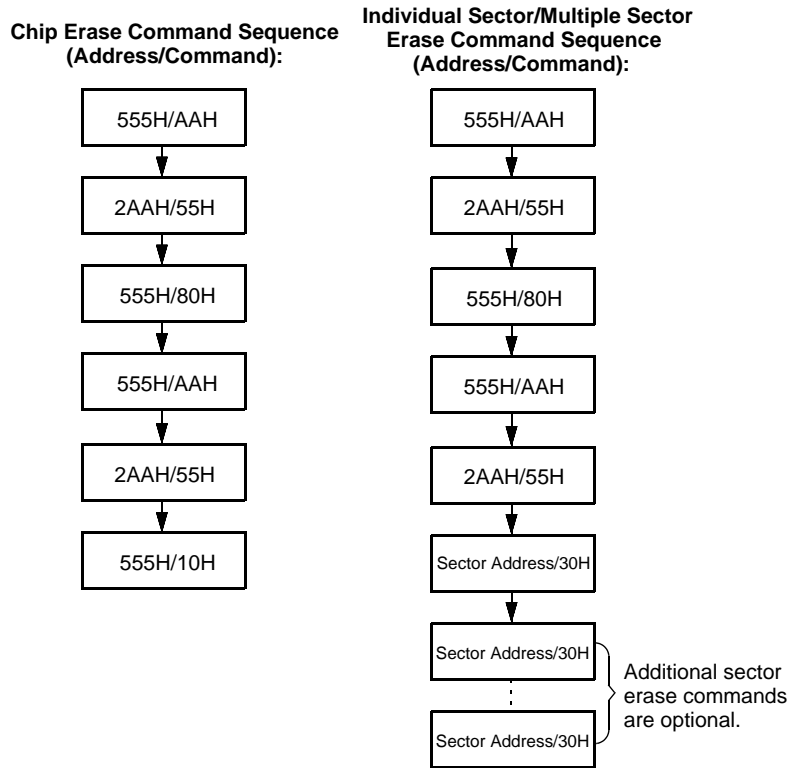 Chip Erase Command Sequence
(Address/Command):
555H/AAH
2AAH/55H
555H/80H
555H/AAH
2AAH/55H
555H/10H
Individual Sector/Multiple Sector
Erase Command Sequence
(Address/Command):
555H/AAH
2AAH/55H
555H/80H
555H/AAH
2AAH/55H
Sector Address/30H
Sector Address/30H
Sector Address/30H
Additional sector
erase commands
are optional.